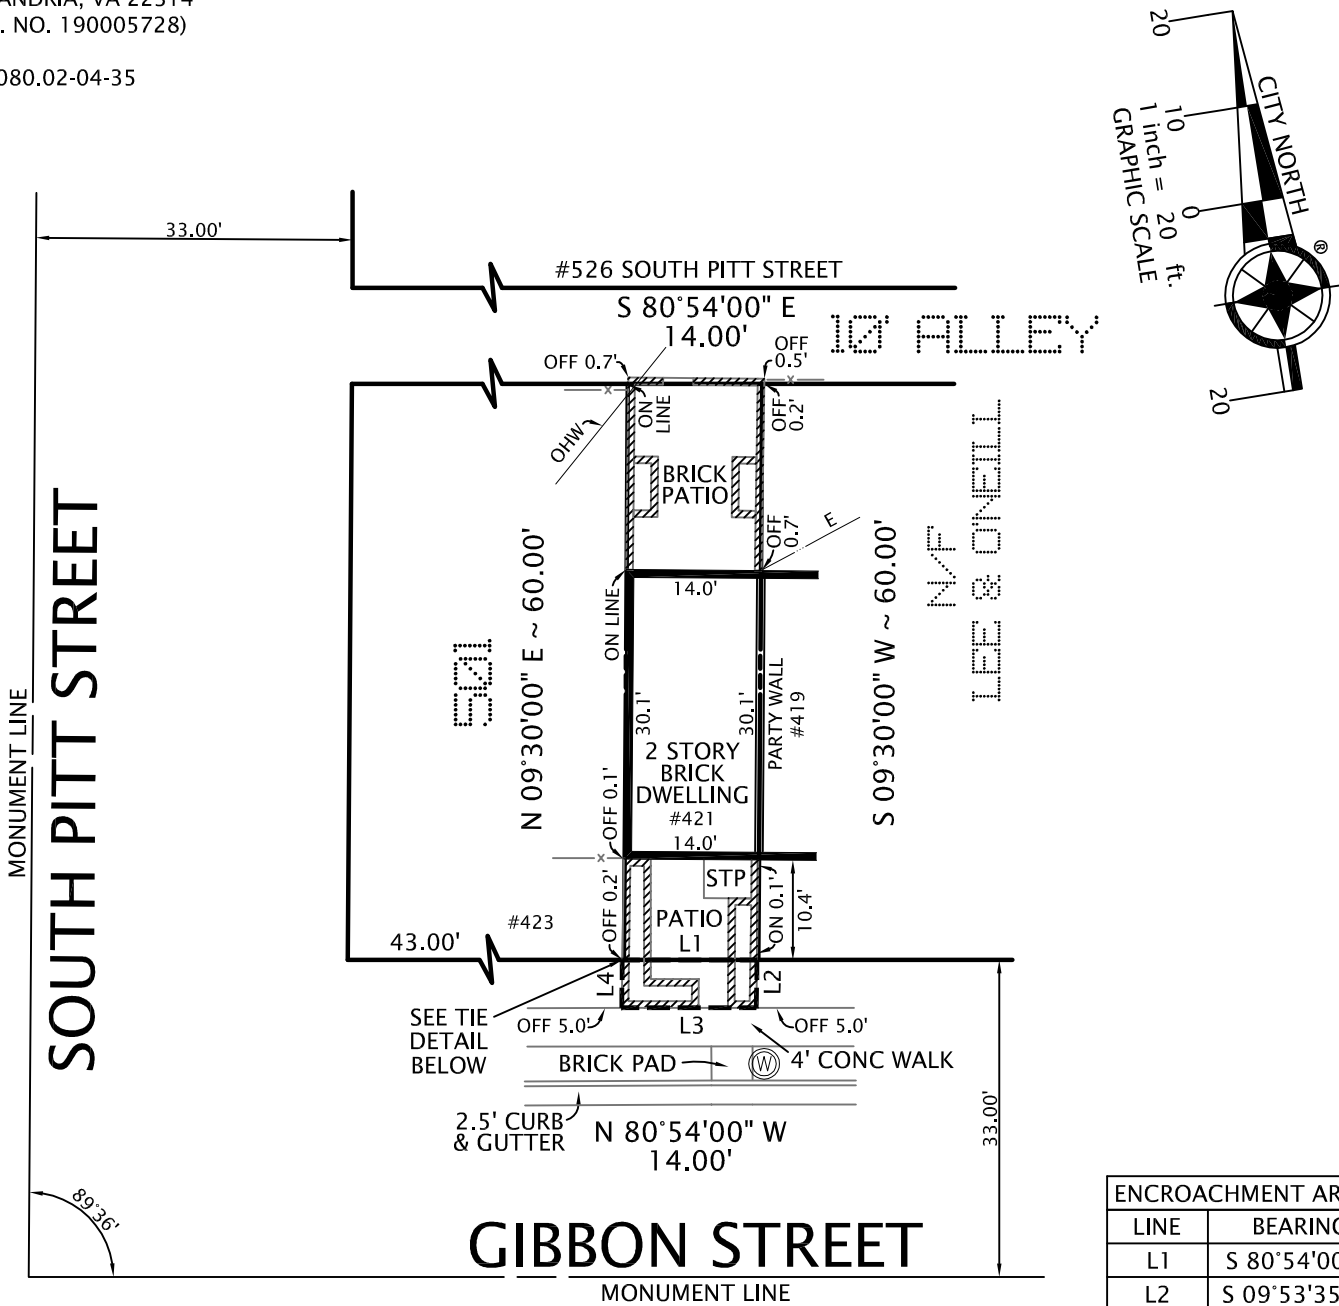 ANDRIA, VA 22314
. NO. 190005728)
080.02-04-35
20
10
0
20
CITY NORTH
1 inch = 20 ft.
GRAPHIC SCALE
®
33.00'
#526 SOUTH PITT STREET
S 80°54'00" E
14.00'
10' ALLEY
OFF 0.7'
OFF
0.5'
ON
LINE
OFF
0.2'
OHW
BRICK
PATIO
OFF
0.7'
E
x
x
N/F
LEE & ONEILL
14.0'
ON LINE
N 09°30'00" E ~ 60.00'
S 09°30'00" W ~ 60.00'
501
SOUTH PITT STREET
MONUMENT LINE
30.1'
30.1'
PARTY WALL
#419
2 STORY
BRICK
DWELLING
#421
14.0'
OFF 0.1'
x
STP
OFF 0.2'
PATIO
ON 0.1'
10.4'
43.00'
#423
L1
L4
L2
L3
SEE TIE
DETAIL
BELOW
OFF 5.0'
OFF 5.0'
BRICK PAD
W
4' CONC WALK
2.5' CURB
& GUTTER
N 80°54'00" W
14.00'
33.00'
89°36'
GIBBON STREET
MONUMENT LINE
ENCROACHMENT AR
LINE BEARING
L1 S 80°54'00
L2 S 09°53'35